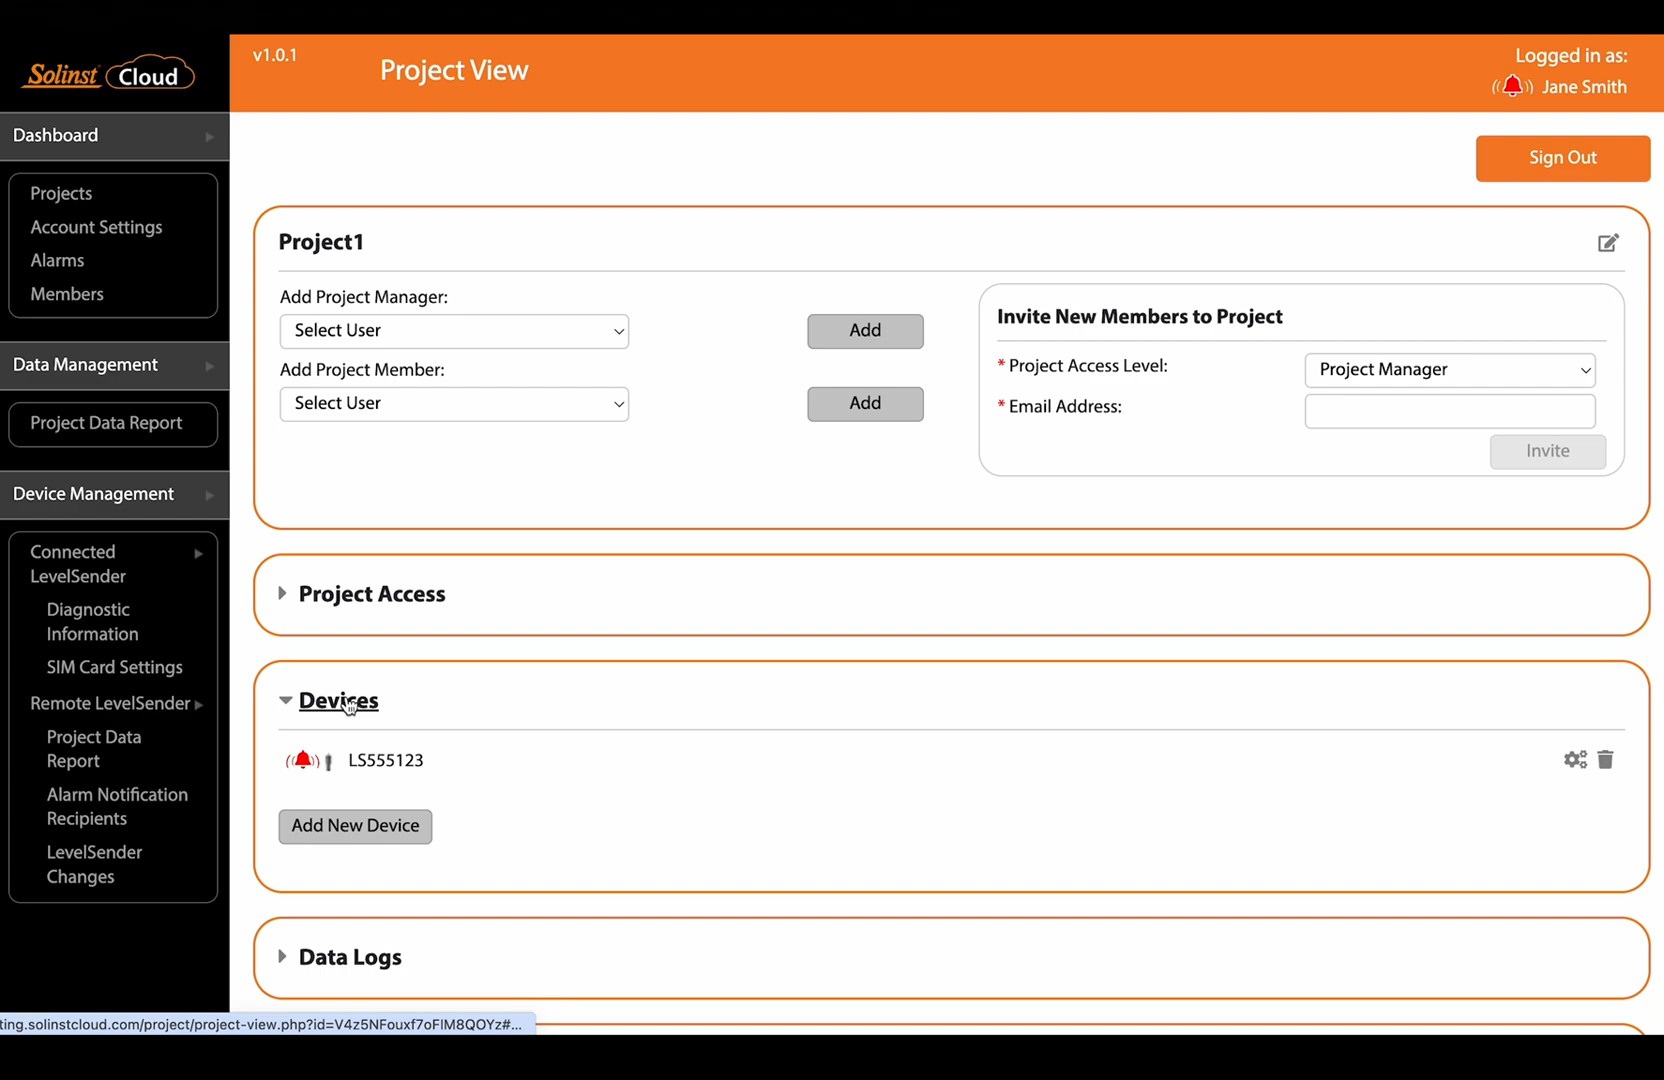 Solinst Cloud
v1.0.1
Project View
Logged in as:
Jane Smith
Sign Out
Dashboard
Projects
Account Settings
Alarms
Members
Data Management
Project Data Report
Device Management
Connected
LevelSender
Diagnostic
Information
SIM Card Settings
Remote LevelSender
Project Data
Report
Alarm Notification
Recipients
LevelSender
Changes
Project1
Add Project Manager:
Select User
Add
Add Project Member:
Select User
Add
Invite New Members to Project
* Project Access Level:
Project Manager
* Email Address:
Invite
Project Access
Devices
LS555123
Add New Device
Data Logs
ting.solinstcloud.com/project/project-view.php?id=V4z5NFouxf7oFIM8QOYz#...